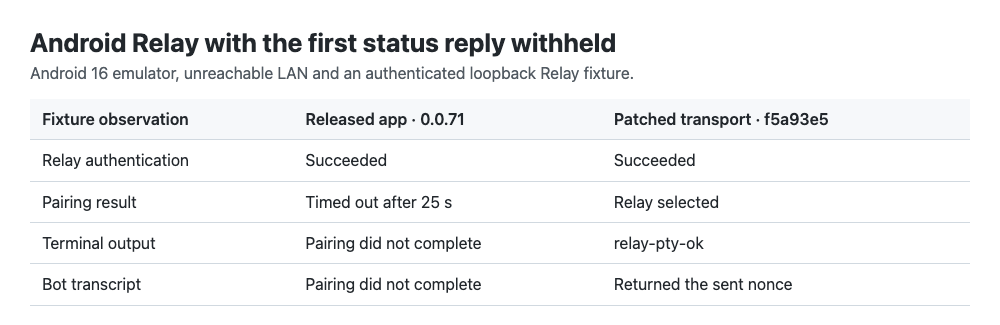 Android Relay with the first status reply withheld
Android 16 emulator, unreachable LAN and an authenticated loopback Relay fixture.
Fixture observation Released app · 0.0.71 Patched transport · f5a93e5
Relay authentication Succeeded Succeeded
Pairing result Timed out after 25 s Relay selected
Terminal output Pairing did not complete relay-pty-ok
Bot transcript Pairing did not complete Returned the sent nonce